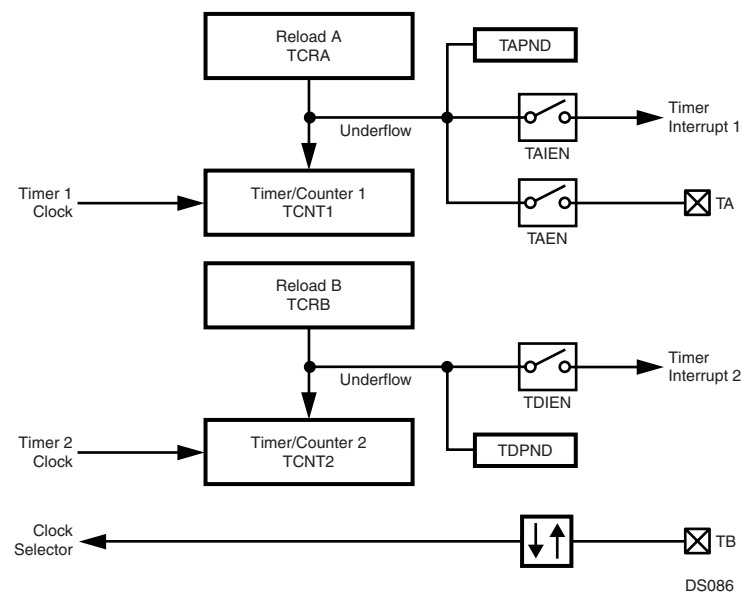 Reload A
TCRA
TAPND
Underflow
TAIEN
Timer
Interrupt 1
Timer 1
Clock
Timer/Counter 1
TCNT1
TAEN
TA
Reload B
TCRB
Underflow
TDIEN
Timer
Interrupt 2
Timer 2
Clock
Timer/Counter 2
TCNT2
TDPND
Clock
Selector
TB
DS086